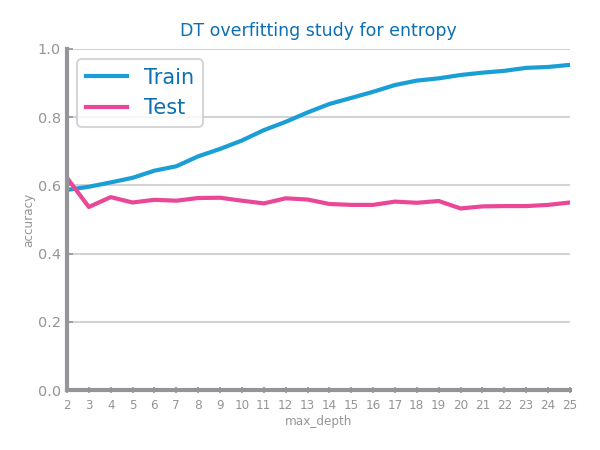 DT overfitting study for entropy
1.0
0.8
0.6
0.4
0.2
0.0
accuracy
Train
Test
2 3 4 5 6 7 8 9 10 11 12 13 14 15 16 17 18 19 20 21 22 23 24 25
max_depth